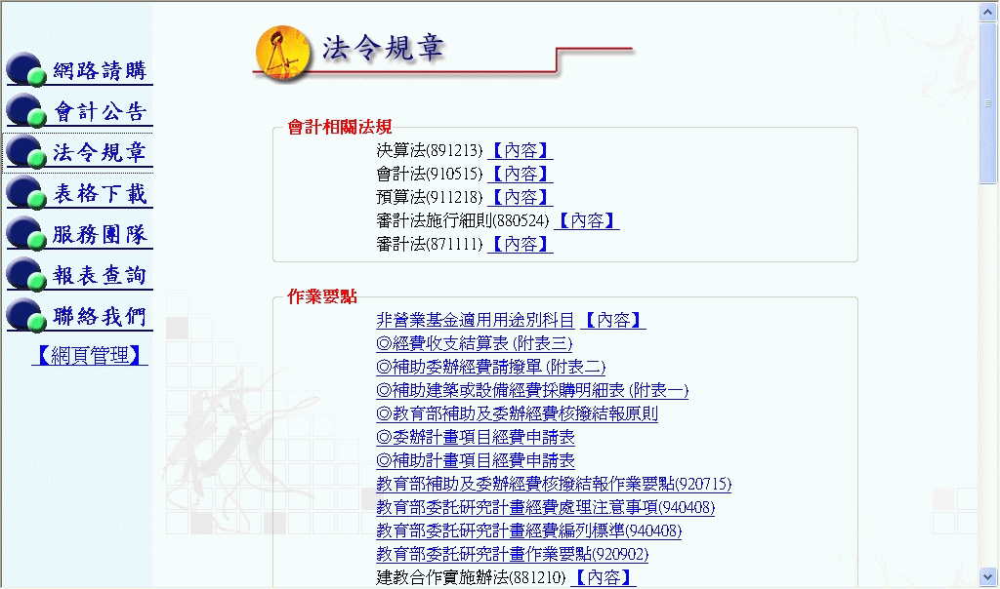 法令規章
網路請購
會計公告
法令規章
表格下載
服務團隊
報表查詢
聯絡我們
【網頁管理】
會計相關法規
決算法(891213) 【內容】
會計法(910515) 【內容】
預算法(911218) 【內容】
審計法施行細則(880524) 【內容】
審計法(871111) 【內容】
作業要點
非營業基金適用用途別科目 【內容】
◎經費收支結算表 (附表三)
◎補助委辦經費請撥單 (附表二)
◎補助建築或設備經費採購明細表 (附表一)
◎教育部補助及委辦經費核撥結報原則
◎委辦計畫項目經費申請表
◎補助計畫項目經費申請表
教育部補助及委辦經費核撥結報作業要點(920715)
教育部委託研究計畫經費處理注意事項(940408)
教育部委託研究計畫經費編列標準(940408)
教育部委託研究計畫作業要點(920902)
建教合作實施辦法(881210) 【內容】